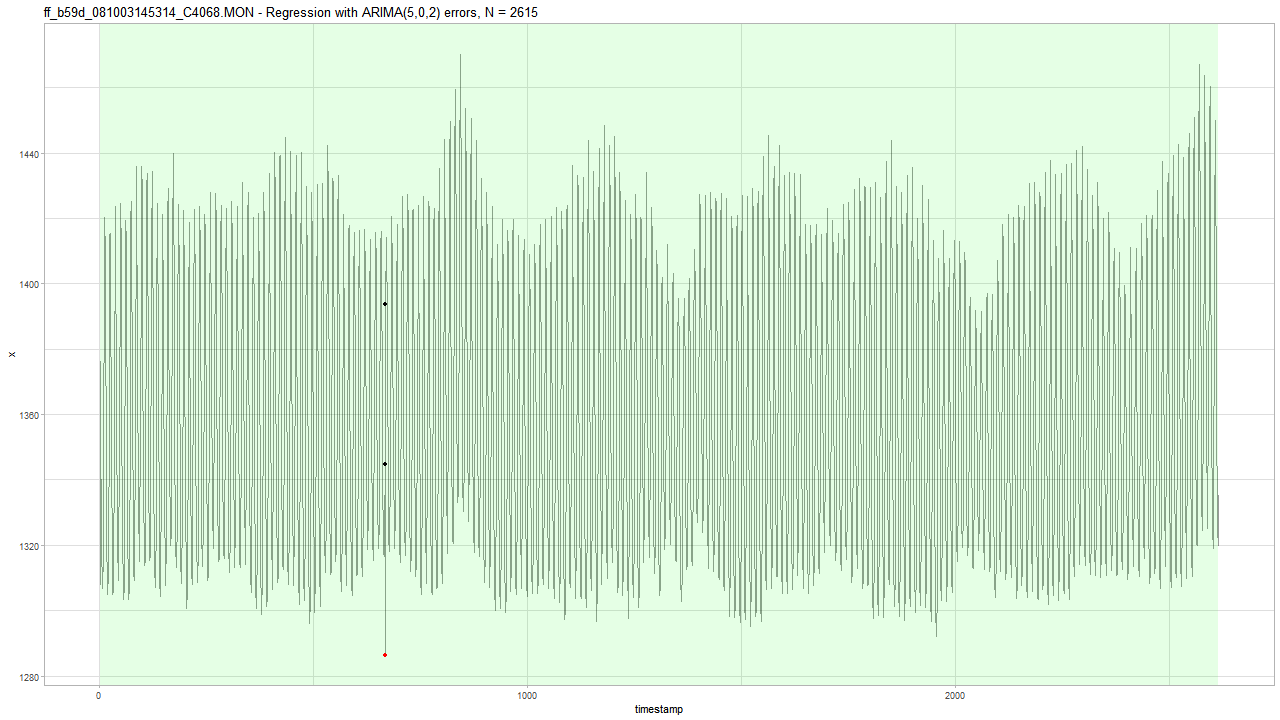 ff_b59d_081003145314_C4068.MON - Regression with ARIMA(5,0,2) errors, N = 2615
1440
1400
x
1360
1320
1280
0 1000 2000
timestamp